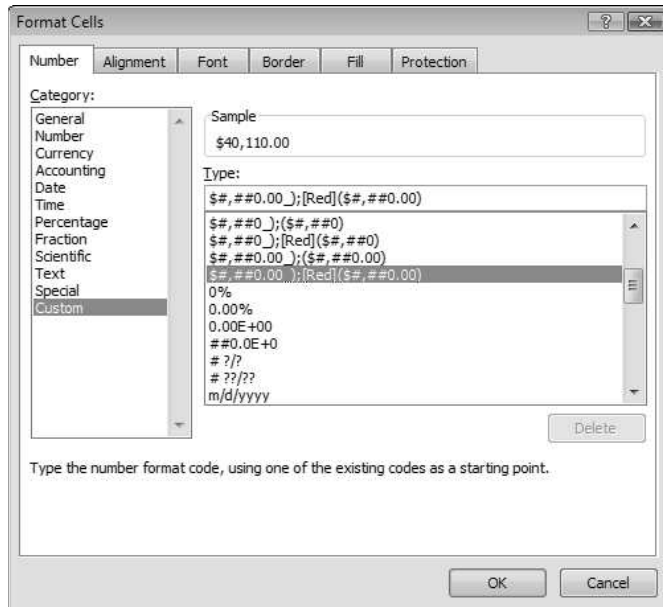 Format Cells
Number Alignment Font Border Fill Protection
Category:
General
Number
Currency
Accounting
Date
Time
Percentage
Fraction
Scientific
Text
Special
Custom
Sample
$40,110.00
Type:
$#,##0.00_);[Red]($#,##0.00)
$#,##0_);($#,##0)
$#,##0_);[Red]($#,##0)
$#,##0.00_);($#,##0.00)
$#,##0.00_);[Red]($#,##0.00)
0%
0.00%
0.00E+00
##0.0E+0
# ?/?
# ??/??
m/d/yyyy
Delete
Type the number format code, using one of the existing codes as a starting point.
OK Cancel